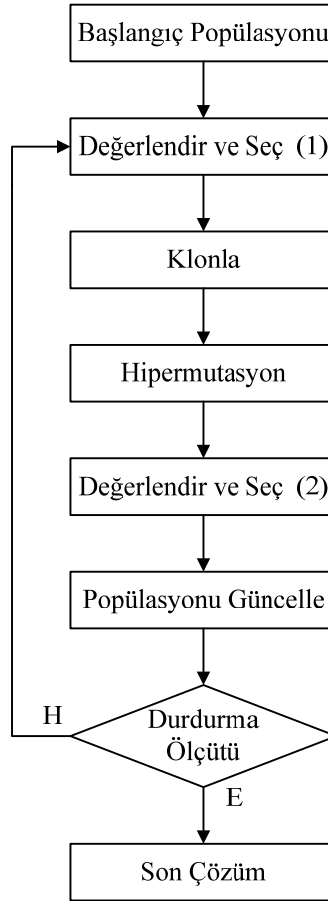 Başlangıç Popülasyonu
Değerlendir ve Seç (1)
Klonla
Hipermutasyon
Değerlendir ve Seç (2)
Popülasyonu Güncelle
H
Durdurma
Ölçütü
E
Son Çözüm